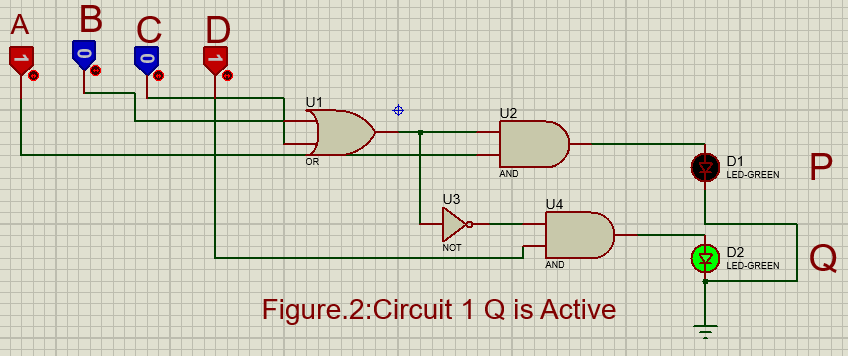 A B C D
1 0 0 1
U1
OR
U2
AND
D1
LED-GREEN
P
U3
NOT
U4
AND
D2
LED-GREEN
Q
Figure.2:Circuit 1 Q is Active